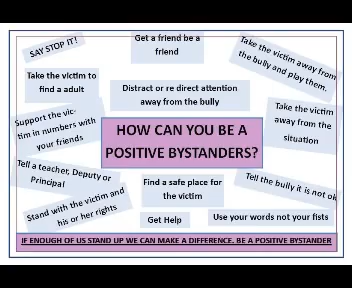 SAY STOP IT!
Get a friend be a
friend
Take the victim away from
the bully and play them.
Take the victim to
find a adult
Distract or re direct attention
away from the bully
Support the vic-
tim in numbers with
your friends
Take the victim
away from the
situation
HOW CAN YOU BE A
POSITIVE BYSTANDERS?
Tell a teacher, Deputy or
Principal
Find a safe place for
the victim
Tell the bully it is not ok
Stand with the victim and
his or her rights
Get Help
Use your words not your fists
IF ENOUGH OF US STAND UP WE CAN MAKE A DIFFERENCE. BE A POSITIVE BYSTANDER